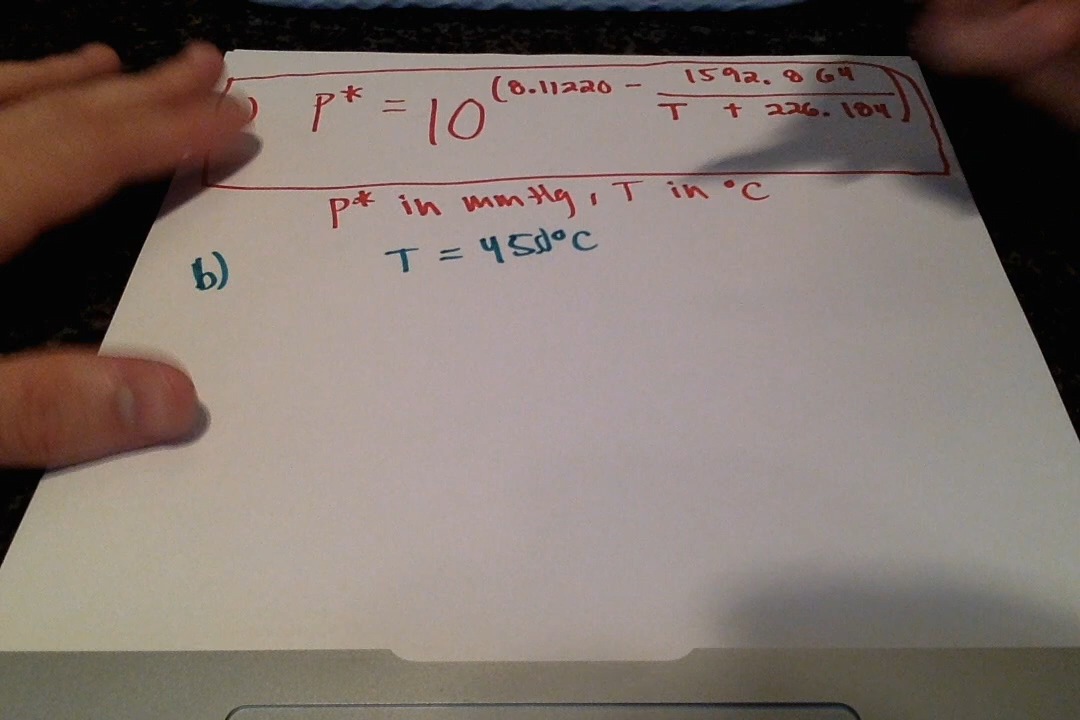 ) P* = 10^(8.11220 - 1592.864 / T + 226.184)
P* in mmHg, T in °C
b) T = 450°C